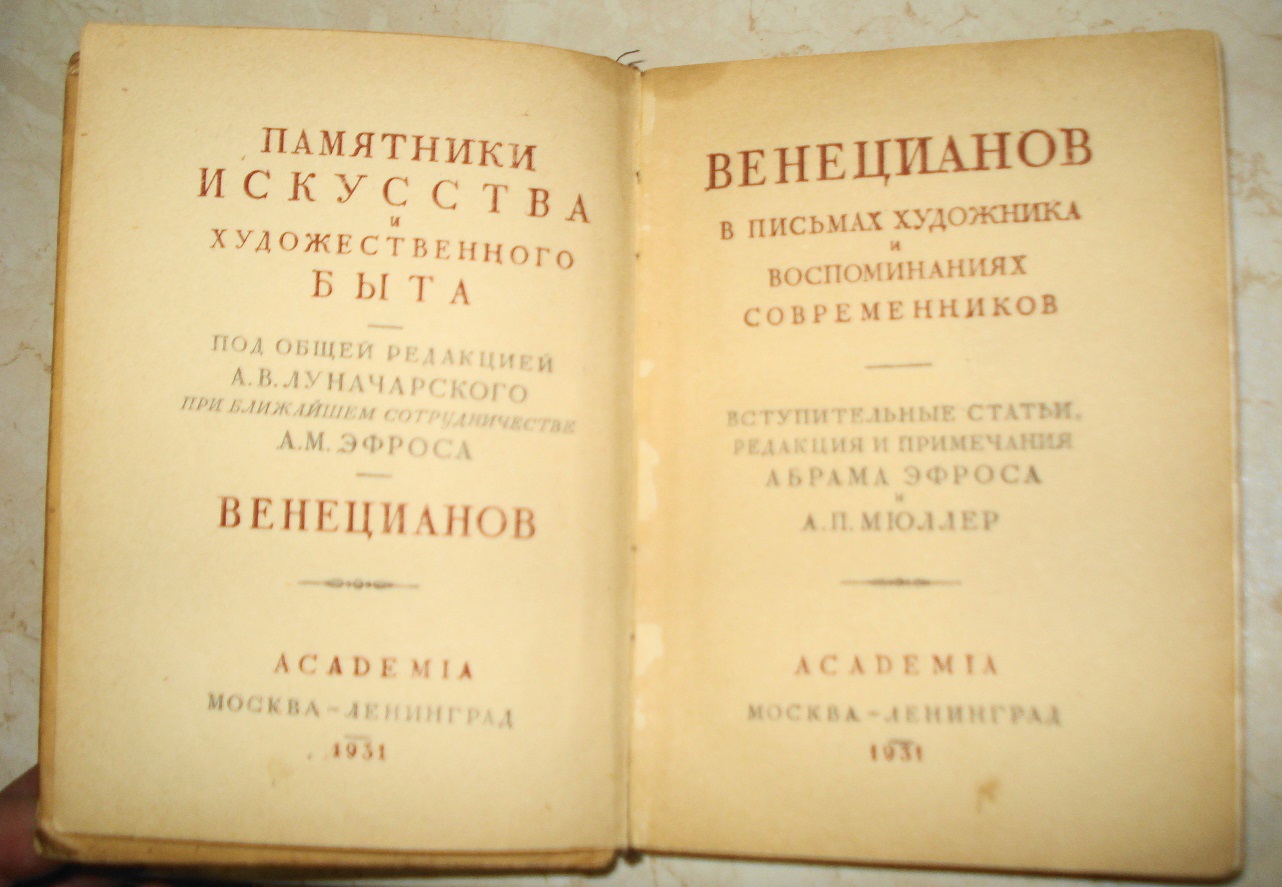 ПАМЯТНИКИ
ИСКУССТВА
И
ХУДОЖЕСТВЕННОГО
БЫТА
ПОД ОБЩЕЙ РЕДАКЦИЕЙ
А.В.ЛУНАЧАРСКОГО
ПРИ БЛИЖАЙШЕМ СОТРУДНИЧЕСТВЕ
А.М. ЭФРОСА
ВЕНЕЦИАНОВ
ACADEMIA
МОСКВА–ЛЕНИНГРАД
1931
ВЕНЕЦИАНОВ
В ПИСЬМАХ ХУДОЖНИКА
И
ВОСПОМИНАНИЯХ
СОВРЕМЕННИКОВ
ВСТУПИТЕЛЬНЫЕ СТАТЬИ,
РЕДАКЦИЯ И ПРИМЕЧАНИЯ
АБРАМА ЭФРОСА
И
А.П. МЮЛЛЕР
ACADEMIA
МОСКВА–ЛЕНИНГРАД
1931